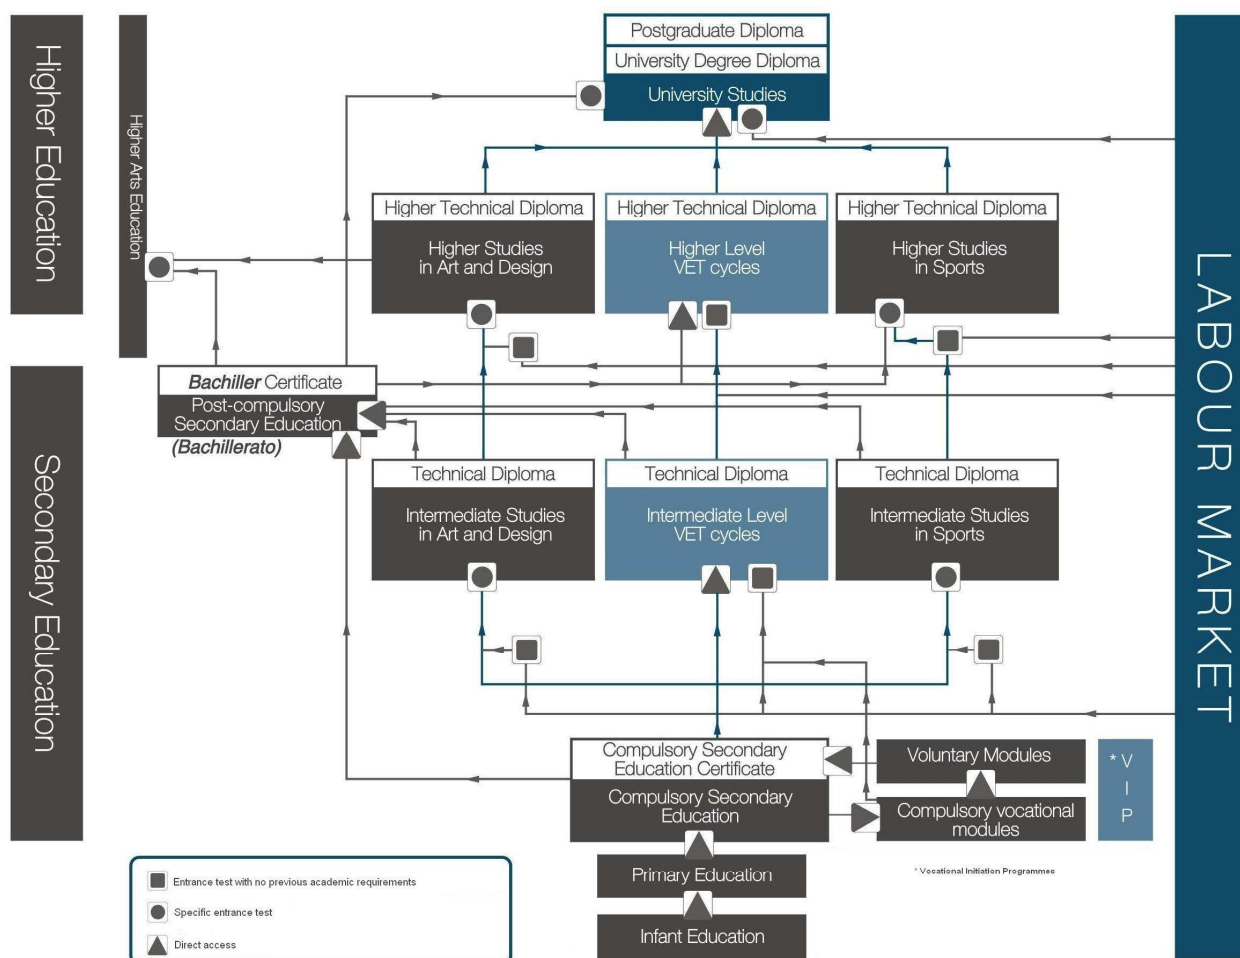 Higher Education
Higher Arts Education
Postgraduate Diploma
University Degree Diploma
University Studies
Higher Technical Diploma
Higher Studies
in Art and Design
Higher Technical Diploma
Higher Level
VET cycles
Higher Technical Diploma
Higher Studies
in Sports
LABOUR MARKET
Bachiller Certificate
Post-compulsory
Secondary Education
(Bachillerato)
Secondary Education
Technical Diploma
Intermediate Studies
in Art and Design
Technical Diploma
Intermediate Level
VET cycles
Technical Diploma
Intermediate Studies
in Sports
Compulsory Secondary
Education Certificate
Compulsory Secondary
Education
Voluntary Modules
Compulsory vocational
modules
* V
I
P
Primary Education
Infant Education
* Vocational Initiation Programmes
Entrance test with no previous academic requirements
Specific entrance test
Direct access